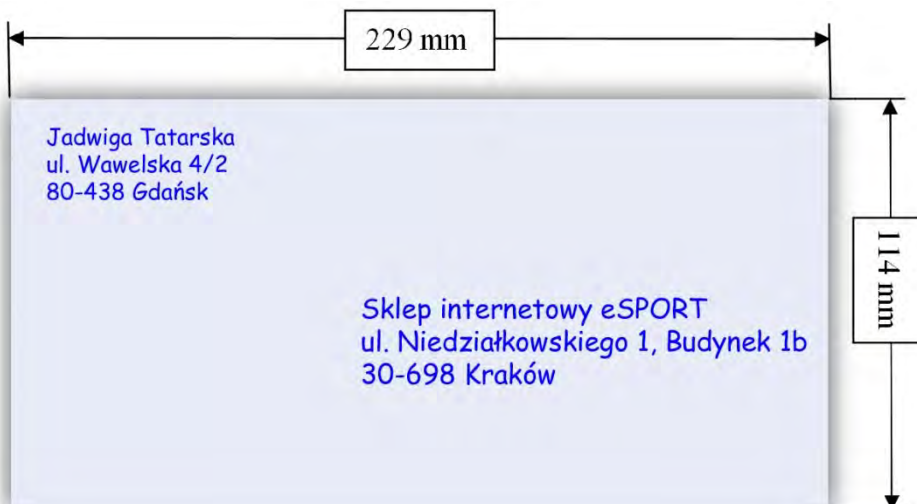 229 mm
Jadwiga Tatarska
ul. Wawelska 4/2
80-438 Gdańsk
114 mm
Sklep internetowy eSPORT
ul. Niedziałkowskiego 1, Budynek 1b
30-698 Kraków